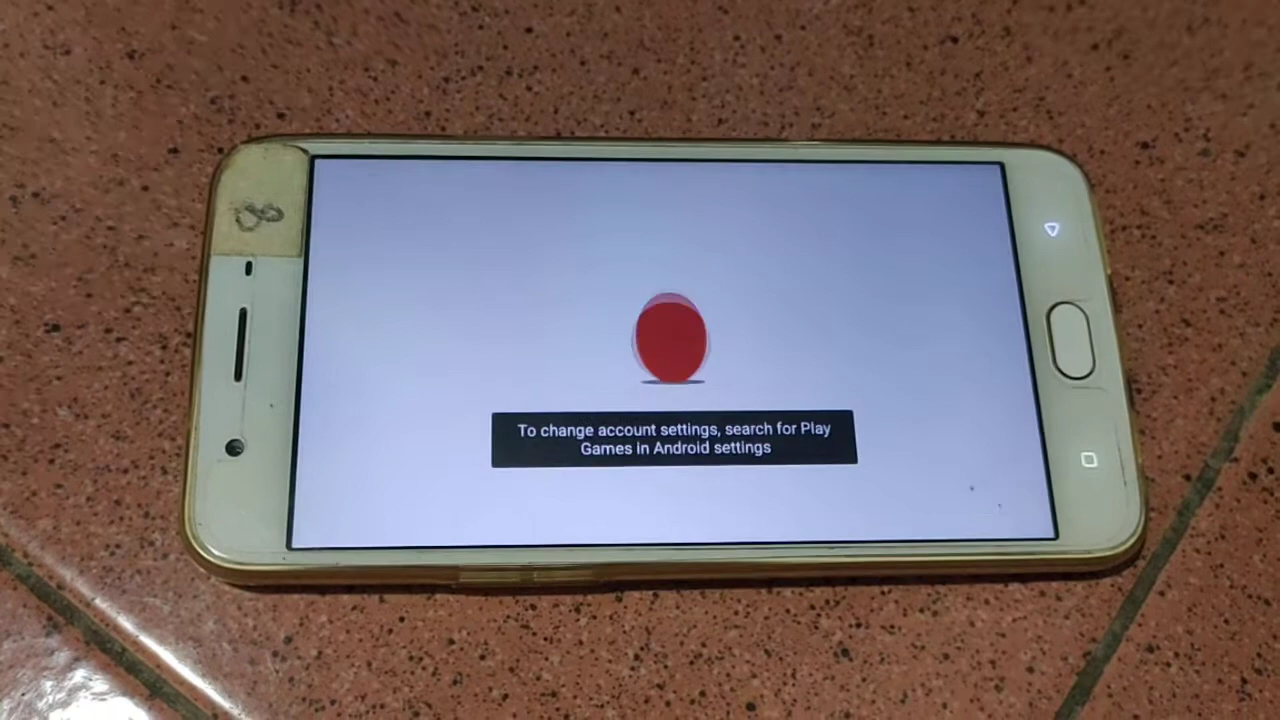 To change account settings, search for Play
Games in Android settings